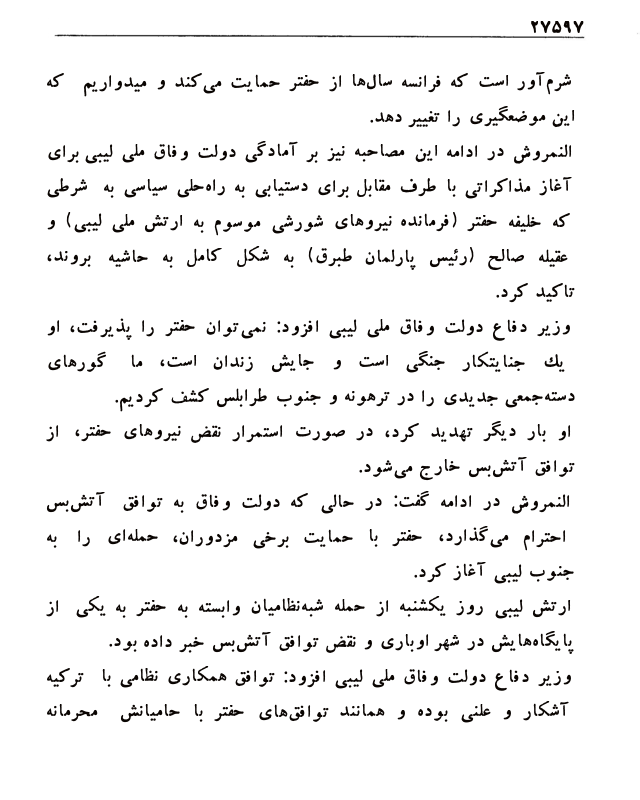 ۲۷۵۹۷
شرم‌آور است که فرانسه سال‌ها از حفتر حمایت می‌کند و میدواریم که
این موضعگیری را تغییر دهد.
النمروش در ادامه این مصاحبه نیز بر آمادگی دولت وفاق ملی لیبی برای
آغاز مذاکراتی با طرف مقابل برای دستیابی به راه‌حلی سیاسی به شرطی
که خلیفه حفتر (فرمانده نیروهای شورشی موسوم به ارتش ملی لیبی) و
عقیله صالح (رئیس پارلمان طبرق) به شکل کامل به حاشیه بروند،
تاکید کرد.
وزیر دفاع دولت وفاق ملی لیبی افزود: نمی‌توان حفتر را پذیرفت، او
یك جنایتکار جنگی است و جایش زندان است، ما گورهای
دسته‌جمعی جدیدی را در ترهونه و جنوب طرابلس کشف کردیم.
او بار دیگر تهدید کرد، در صورت استمرار نقض نیروهای حفتر، از
توافق آتش‌بس خارج می‌شود.
النمروش در ادامه گفت: در حالی که دولت وفاق به توافق آتش‌بس
احترام می‌گذارد، حفتر با حمایت برخی مزدوران، حمله‌ای را به
جنوب لیبی آغاز کرد.
ارتش لیبی روز یکشنبه از حمله شبه‌نظامیان وابسته به حفتر به یکی از
پایگاه‌هایش در شهر اوباری و نقض توافق آتش‌بس خبر داده بود.
وزیر دفاع دولت وفاق ملی لیبی افزود: توافق همکاری نظامی با ترکیه
آشکار و علنی بوده و همانند توافق‌های حفتر با حامیانش محرمانه